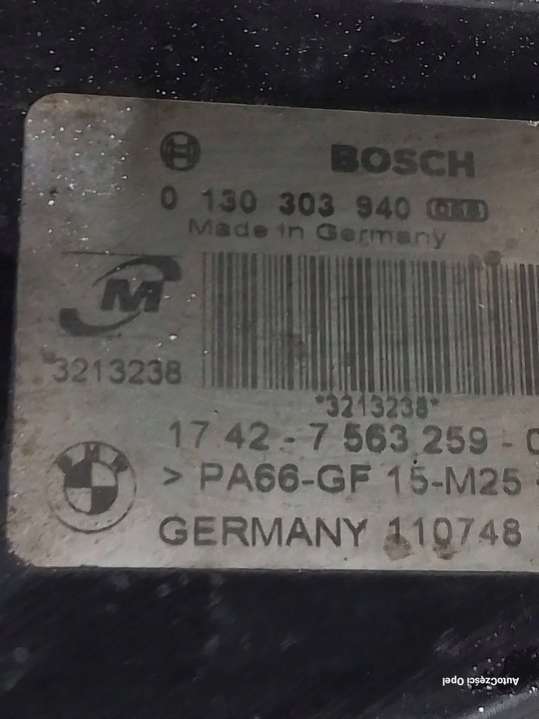 BOSCH
0 130 303 940
Made in Germany
M
3213238
*3213238*
17 42 - 7 563 259 -
> PA66-GF 15-M25
GERMANY 110748
AutoCzęści Opel